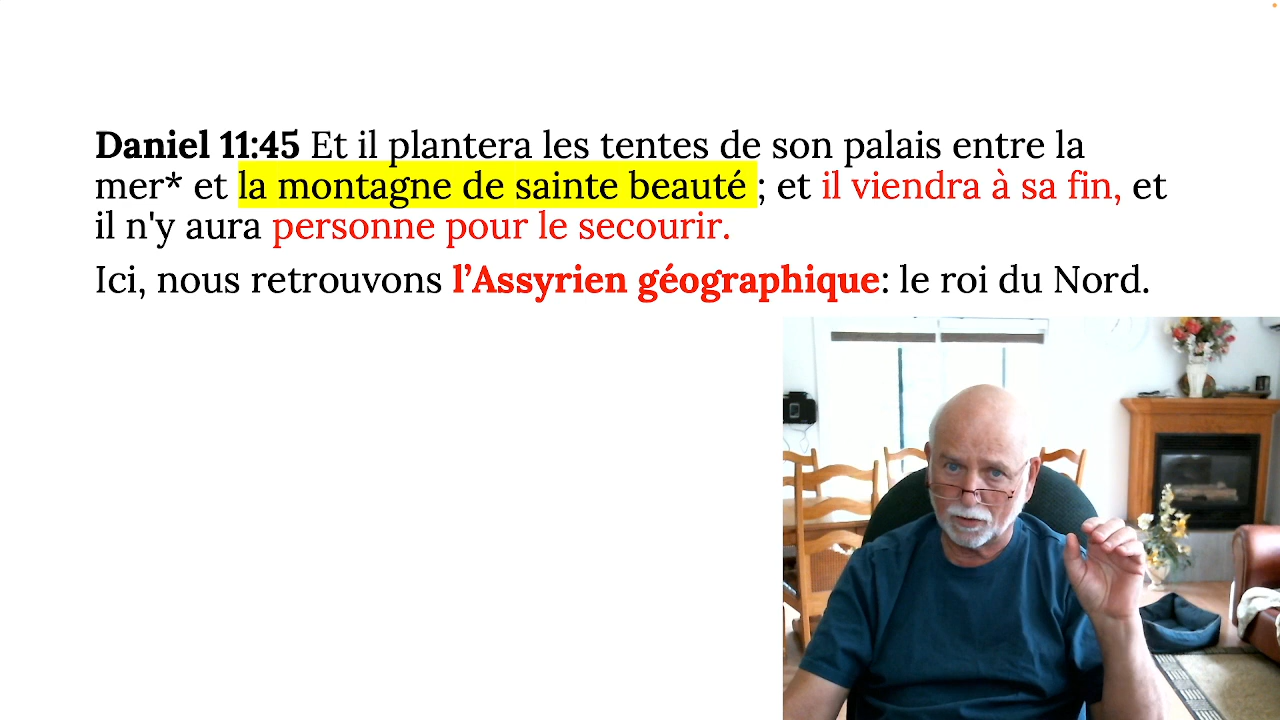 Daniel 11:45 Et il plantera les tentes de son palais entre la
mer* et la montagne de sainte beauté ; et il viendra à sa fin, et
il n'y aura personne pour le secourir.
Ici, nous retrouvons l’Assyrien géographique: le roi du Nord.